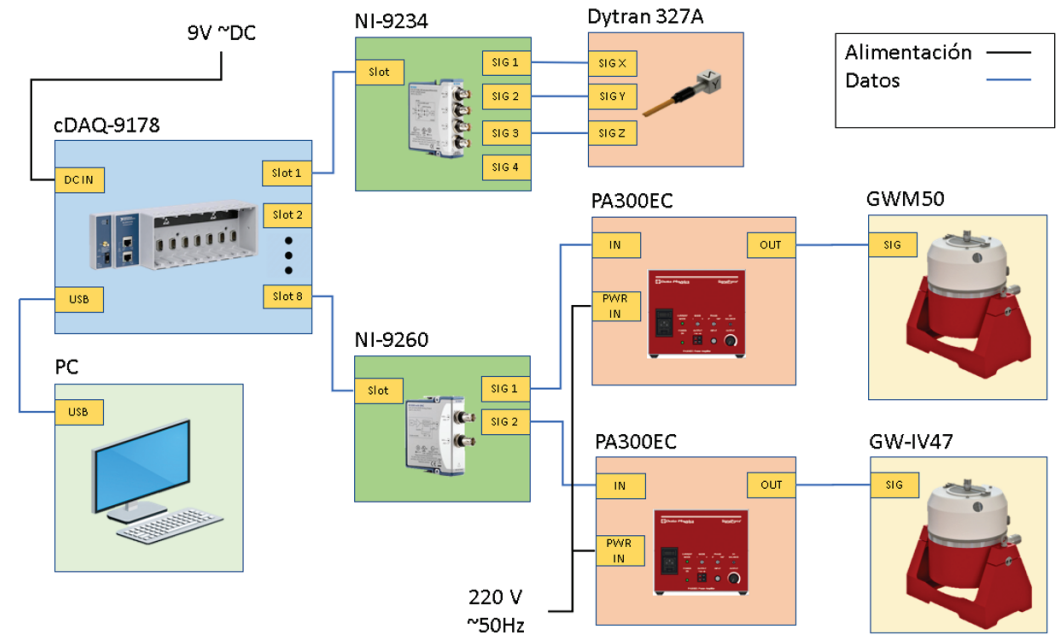 9V ~DC
NI-9234
Dytran 327A
Alimentación
Datos
Slot
SIG 1
SIG 2
SIG 3
SIG 4
SIG X
SIG Y
SIG Z
cDAQ-9178
DC IN
USB
Slot 1
Slot 2
Slot 8
PA300EC
IN
PWR
IN
OUT
GWM50
SIG
NI-9260
Slot
SIG 1
SIG 2
PC
USB
PA300EC
IN
PWR
IN
OUT
GW-IV47
SIG
220 V
~50Hz